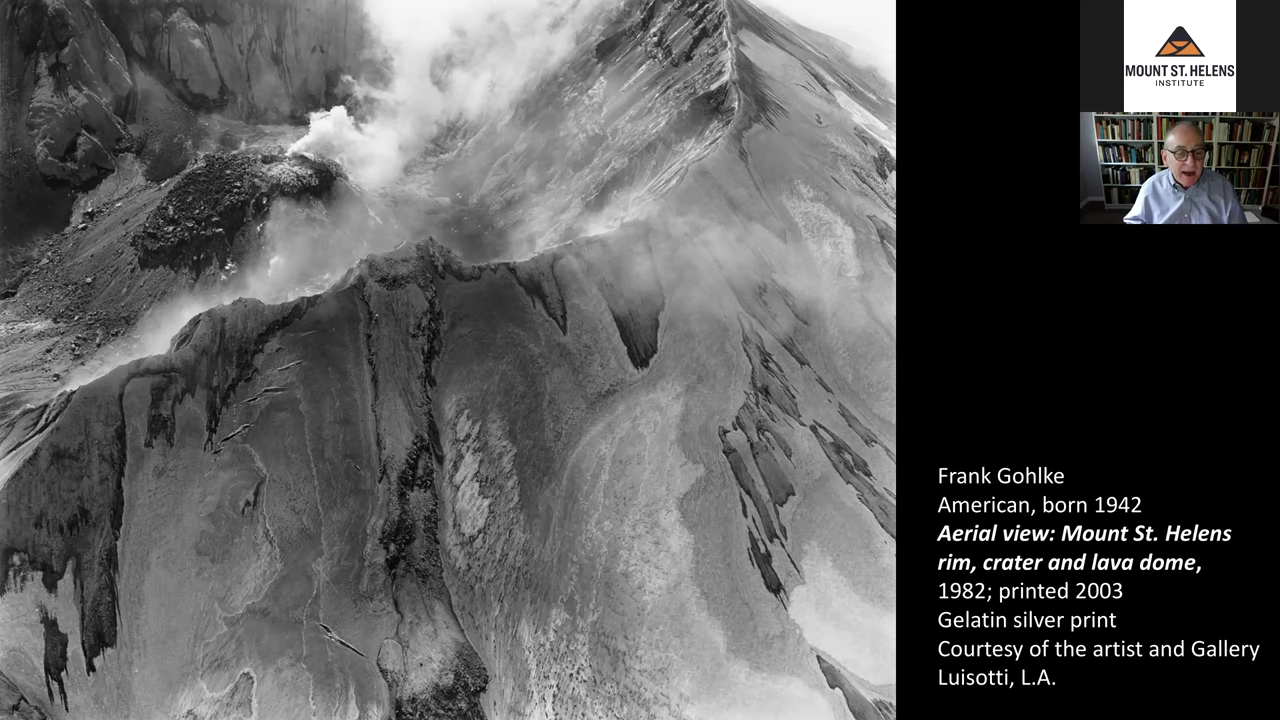 MOUNT ST. HELENS
INSTITUTE
Frank Gohlke
American, born 1942
Aerial view: Mount St. Helens
rim, crater and lava dome,
1982; printed 2003
Gelatin silver print
Courtesy of the artist and Gallery
Luisotti, L.A.